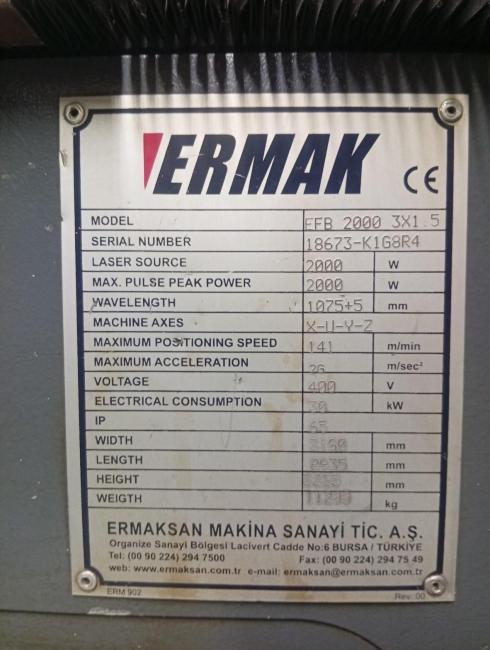 ERMAK CE
MODEL FFB 2000 3X1.5
SERIAL NUMBER 18673-K1G8R4
LASER SOURCE 2000 W
MAX. PULSE PEAK POWER 2000 W
WAVELENGTH 1075+5 mm
MACHINE AXES X-U-Y-Z
MAXIMUM POSITIONING SPEED 141 m/min
MAXIMUM ACCELERATION m/sec²
VOLTAGE 400 V
ELECTRICAL CONSUMPTION 30 kW
IP 65
WIDTH mm
LENGTH mm
HEIGHT mm
WEIGTH kg
ERMAKSAN MAKİNA SANAYİ TİC. A.Ş.
Organize Sanayi Bölgesi Lacivert Cadde No:6 BURSA / TÜRKİYE
Tel: (00 90 224) 294 7500 Fax: (00 90 224) 294 75 49
web: www.ermaksan.com.tr e-mail: ermaksan@ermaksan.com.tr
ERM 902 Rev. 00